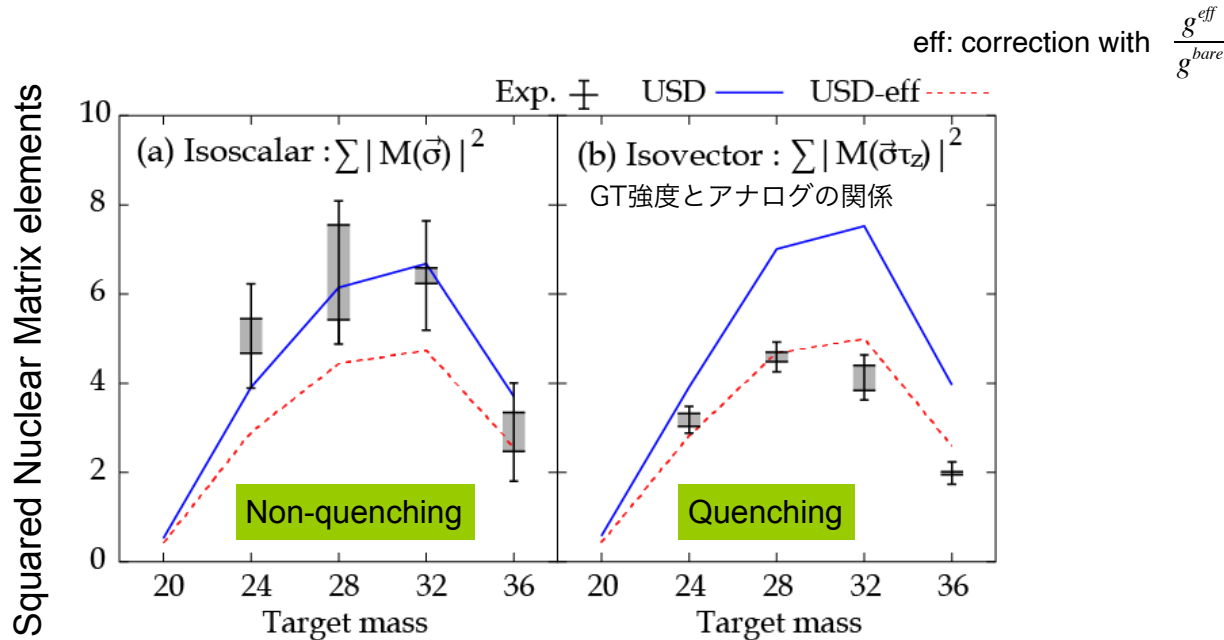 eff: correction with g^eff / g^bare
Squared Nuclear Matrix elements
Exp. USD USD-eff
(a) Isoscalar : ∑ | M(σ⃗) |²
(b) Isovector : ∑ | M(σ⃗τz) |²
GT強度とアナログの関係
10
8
6
4
2
0
Non-quenching
Quenching
20 24 28 32 36
20 24 28 32 36
Target mass
Target mass